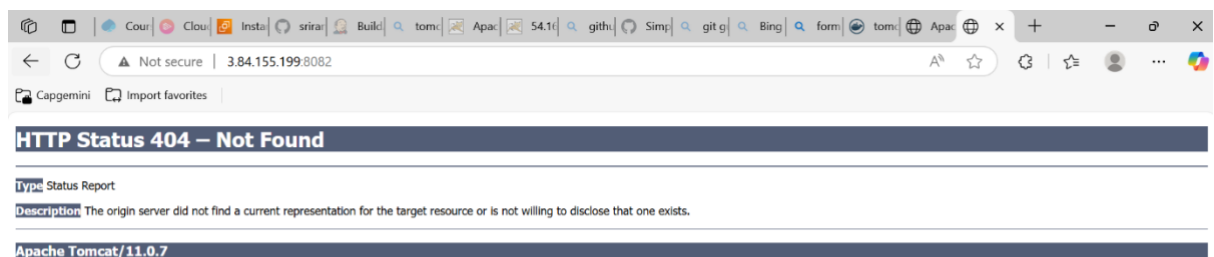 Cour Clou Insta srirar Build tomc Apac 54.16 githu Simp git g Bing form tomc Apac
Not secure 3.84.155.199:8082
Capgemini Import favorites
HTTP Status 404 – Not Found
Type Status Report
Description The origin server did not find a current representation for the target resource or is not willing to disclose that one exists.
Apache Tomcat/11.0.7